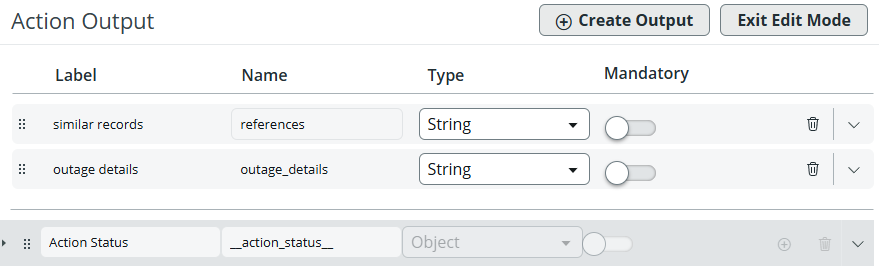 Action Output
Create Output
Exit Edit Mode
Label Name Type Mandatory
similar records references String
outage details outage_details String
Action Status __action_status__ Object